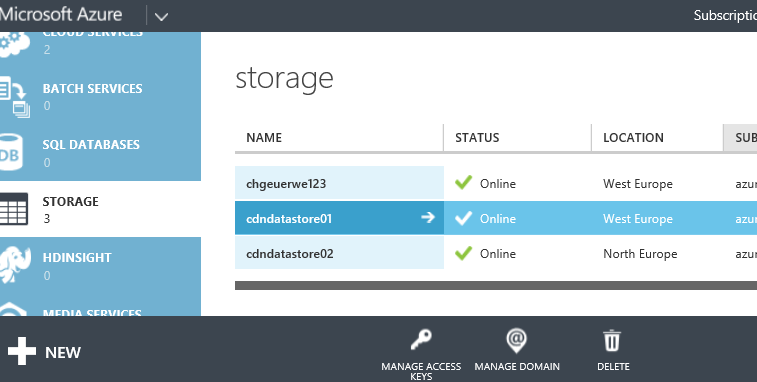 Microsoft Azure
Subscriptio
CLOUD SERVICES
2
BATCH SERVICES
0
DB
SQL DATABASES
0
STORAGE
3
HDINSIGHT
0
MEDIA SERVICES
storage
NAME STATUS LOCATION SUB
chgeuerwe123 Online West Europe azur
cdndatastore01 Online West Europe azur
cdndatastore02 Online North Europe azur
NEW
MANAGE ACCESS
KEYS
MANAGE DOMAIN
DELETE